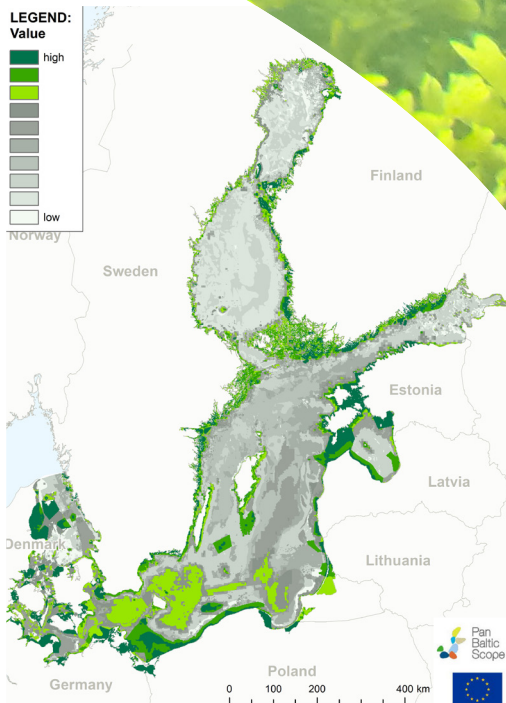 LEGEND:
Value
high
low
Norway
Finland
Sweden
Estonia
Latvia
Denmark
Lithuania
Germany
Poland
Pan
Baltic
Scope
0 100 200 400 km